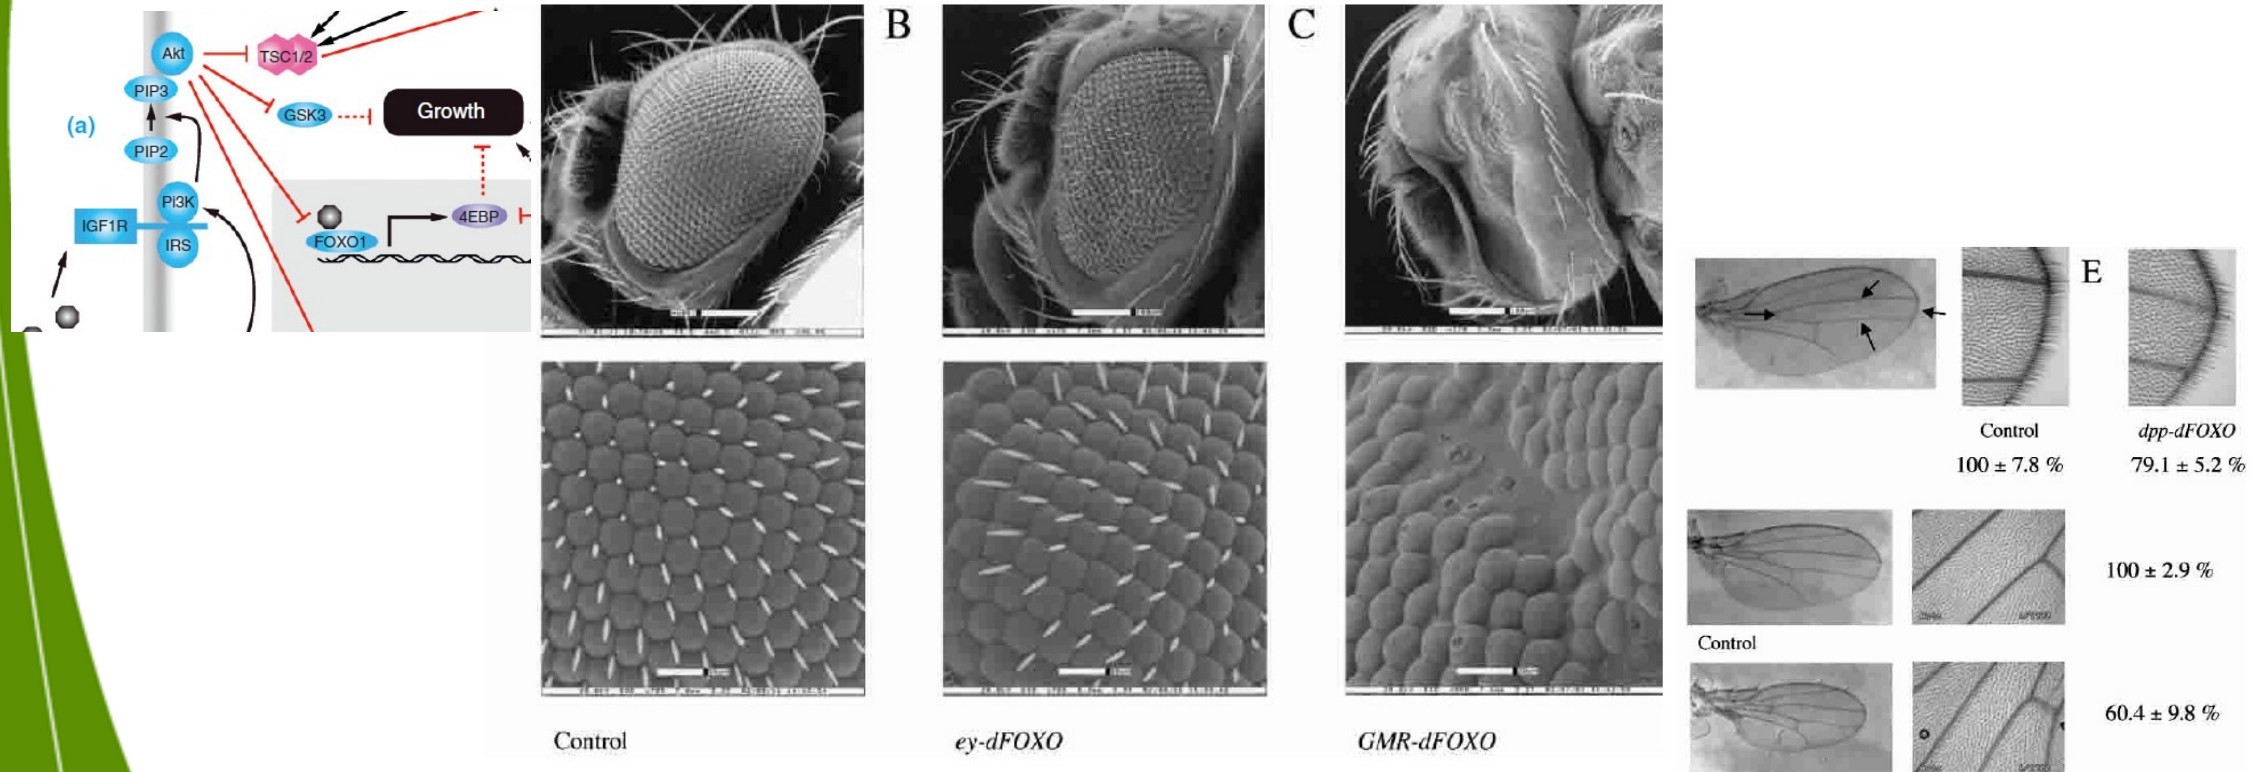 Akt
TSC1/2
PIP3
GSK3
Growth
(a)
PIP2
Pi3K
4EBP
IGF1R
FOXO1
IRS
B
C
E
Control
dpp-dFOXO
100 ± 7.8 %
79.1 ± 5.2 %
100 ± 2.9 %
Control
60.4 ± 9.8 %
Control
ey-dFOXO
GMR-dFOXO